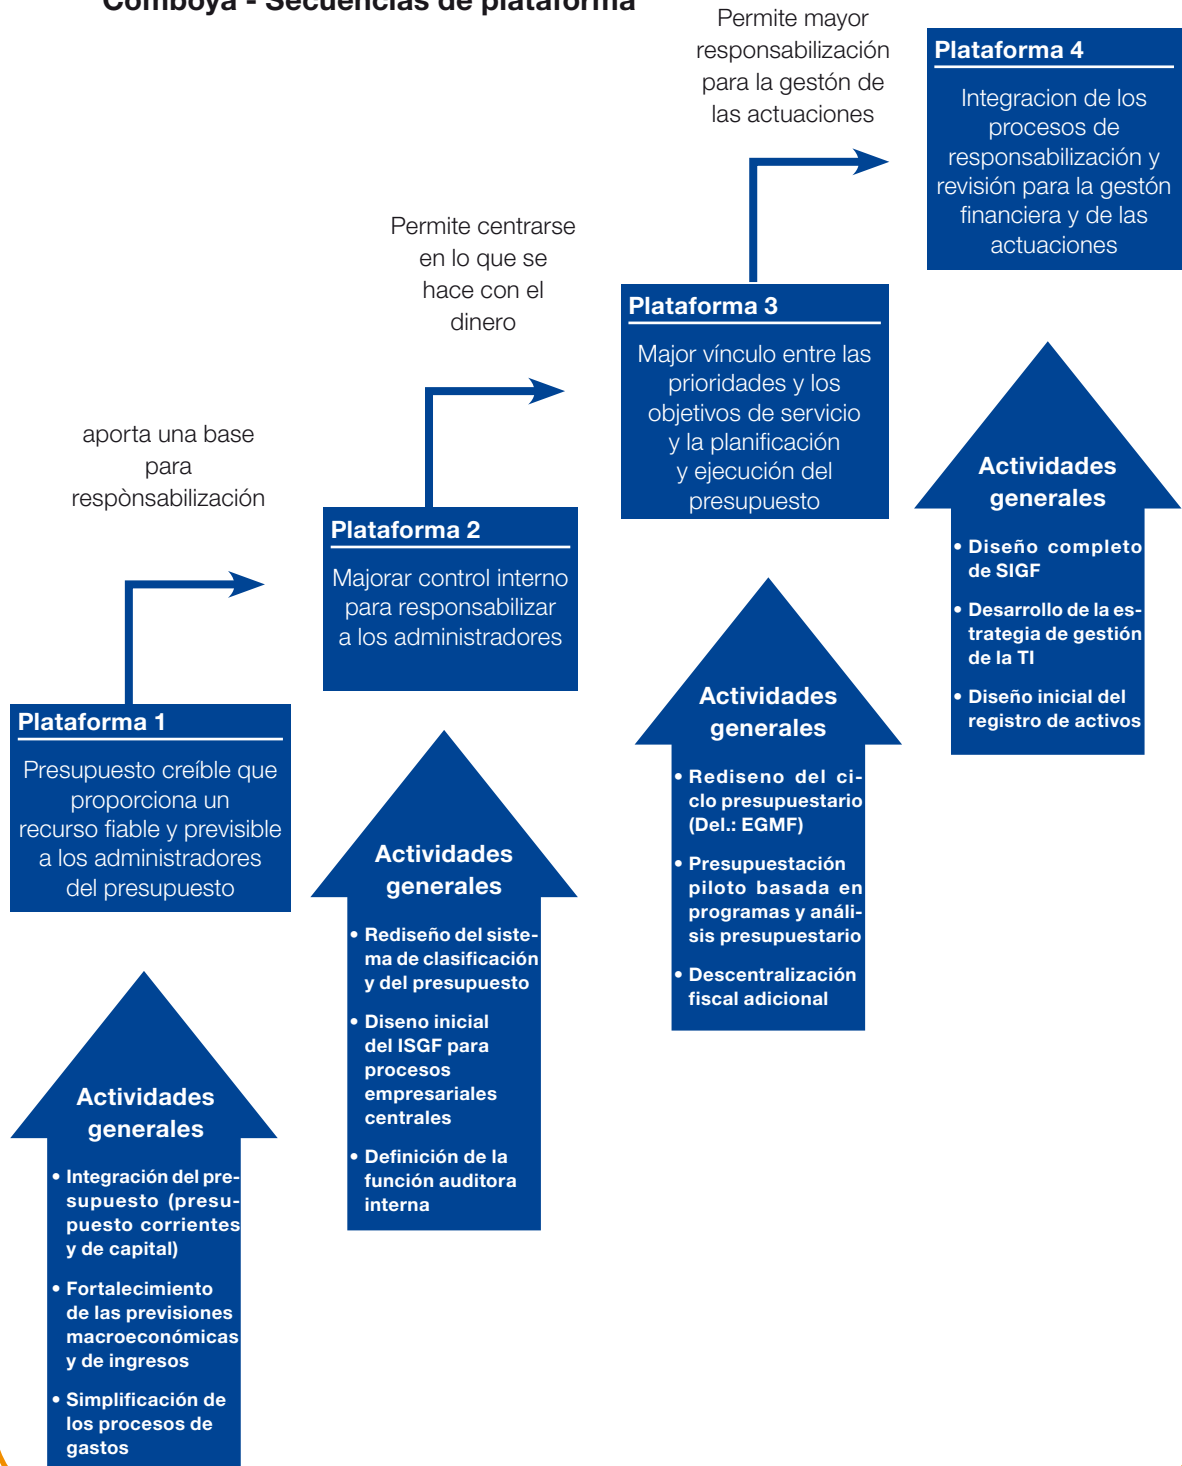 Comboya - Secuencias de plataforma
Permite mayor
responsabilización
para la gestón de
las actuaciones
Plataforma 4
Integracion de los
procesos de
responsabilización y
revisión para la gestón
financiera y de las
actuaciones
Permite centrarse
en lo que se
hace con el
dinero
Plataforma 3
Major vínculo entre las
prioridades y los
objetivos de servicio
y la planificación
y ejecución del
presupuesto
aporta una base
para
respònsabilización
Plataforma 2
Majorar control interno
para responsabilizar
a los administradores
Plataforma 1
Presupuesto creíble que
proporciona un
recurso fiable y previsible
a los administradores
del presupuesto
Actividades
generales
• Integración del pre-
supuesto (presu-
puesto corrientes
y de capital)
• Fortalecimiento
de las previsiones
macroeconómicas
y de ingresos
• Simplificación de
los procesos de
gastos
Actividades
generales
• Rediseño del siste-
ma de clasificación
y del presupuesto
• Diseno inicial
del ISGF para
procesos
empresariales
centrales
• Definición de la
función auditora
interna
Actividades
generales
• Rediseno del ci-
clo presupuestario
(Del.: EGMF)
• Presupuestación
piloto basada en
programas y análi-
sis presupuestario
• Descentralización
fiscal adicional
Actividades
generales
• Diseño completo
de SIGF
• Desarrollo de la es-
trategia de gestión
de la TI
• Diseño inicial del
registro de activos